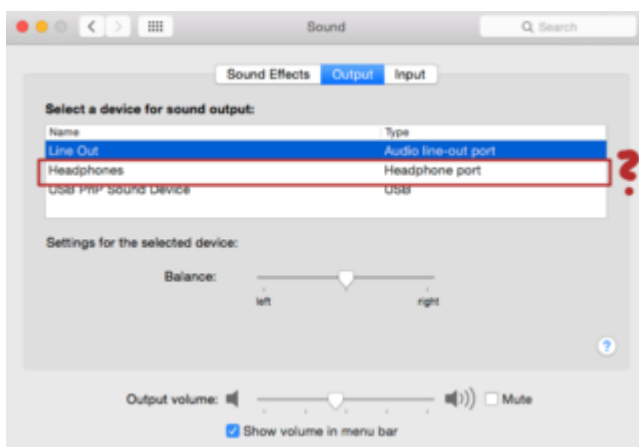 Sound
Search
Sound Effects Output Input
Select a device for sound output:
Name Type
Line Out Audio line-out port
Headphones Headphone port
?
USB PnP Sound Device USB
Settings for the selected device:
Balance:
left right
?
Output volume: Mute
Show volume in menu bar